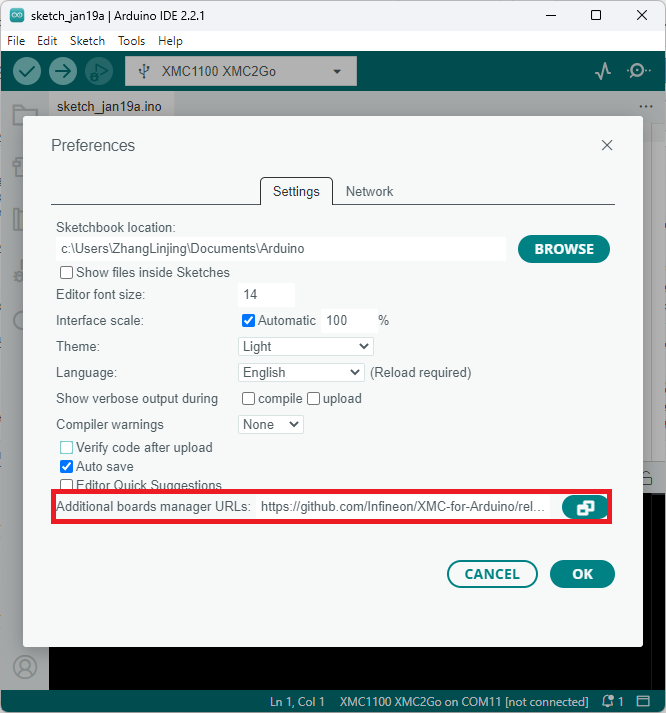 sketch_jan19a | Arduino IDE 2.2.1
File Edit Sketch Tools Help
XMC1100 XMC2Go
sketch_jan19a.ino
Preferences
Settings Network
Sketchbook location:
c:\Users\ZhangLinjing\Documents\Arduino
BROWSE
Show files inside Sketches
Editor font size: 14
Interface scale: Automatic 100 %
Theme: Light
Language: English (Reload required)
Show verbose output during compile upload
Compiler warnings None
Verify code after upload
Auto save
Editor Quick Suggestions
Additional boards manager URLs: https://github.com/Infineon/XMC-for-Arduino/rel...
CANCEL OK
Ln 1, Col 1 XMC1100 XMC2Go on COM11 [not connected] 1